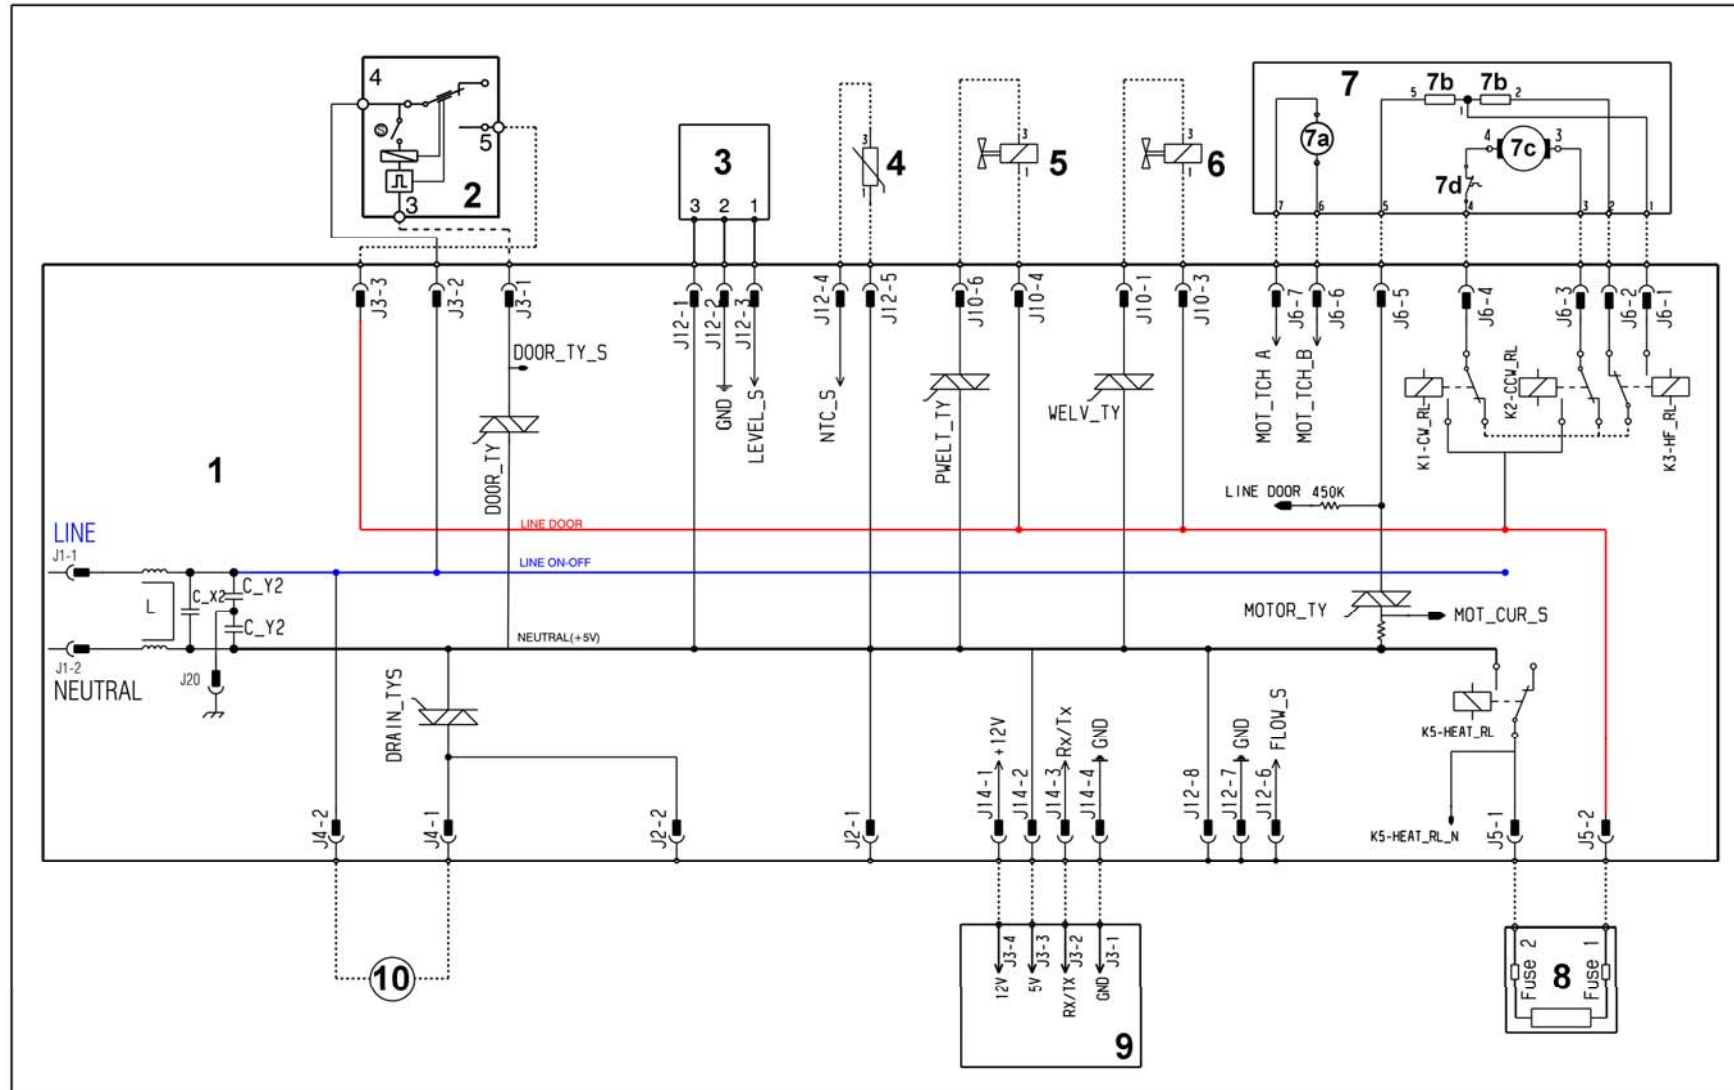 4
5
2
3
3
3 2 1
3
4
1
3
5
1
3
6
1
7
7b 7b
5 1 2
7a
4 7c 3
7d
7 6 5 4 3 2 1
J3-3
J3-2
J3-1
J12-1
J12-2
J12-3
J12-4
J12-5
J10-6
J10-4
J10-1
J10-3
J6-7
J6-6
J6-5
J6-4
J6-3
J6-2
J6-1
DOOR_TY_S
DOOR_TY
GND
LEVEL_S
NTC_S
PWELT_TY
WELV_TY
MOT_TCH A
MOT_TCH_B
K1-CW_RL
K2-CCW_RL
K3-HF_RL
1
LINE DOOR 450K
LINE DOOR
LINE
J1-1
LINE ON-OFF
L
C_X2
C_Y2
C_Y2
MOTOR_TY
MOT_CUR_S
NEUTRAL(+5V)
J1-2
NEUTRAL
J20
DRAIN_TYS
K5-HEAT_RL
+12V
Rx/Tx
GND
GND
FLOW_S
J4-2
J4-1
J2-2
J2-1
J14-1
J14-2
J14-3
J14-4
J12-8
J12-7
J12-6
K5-HEAT_RL_N
J5-1
J5-2
10
J3-4
J3-3
J3-2
J3-1
12V
5V
RX/TX
GND
9
Fuse 2
8
Fuse 1